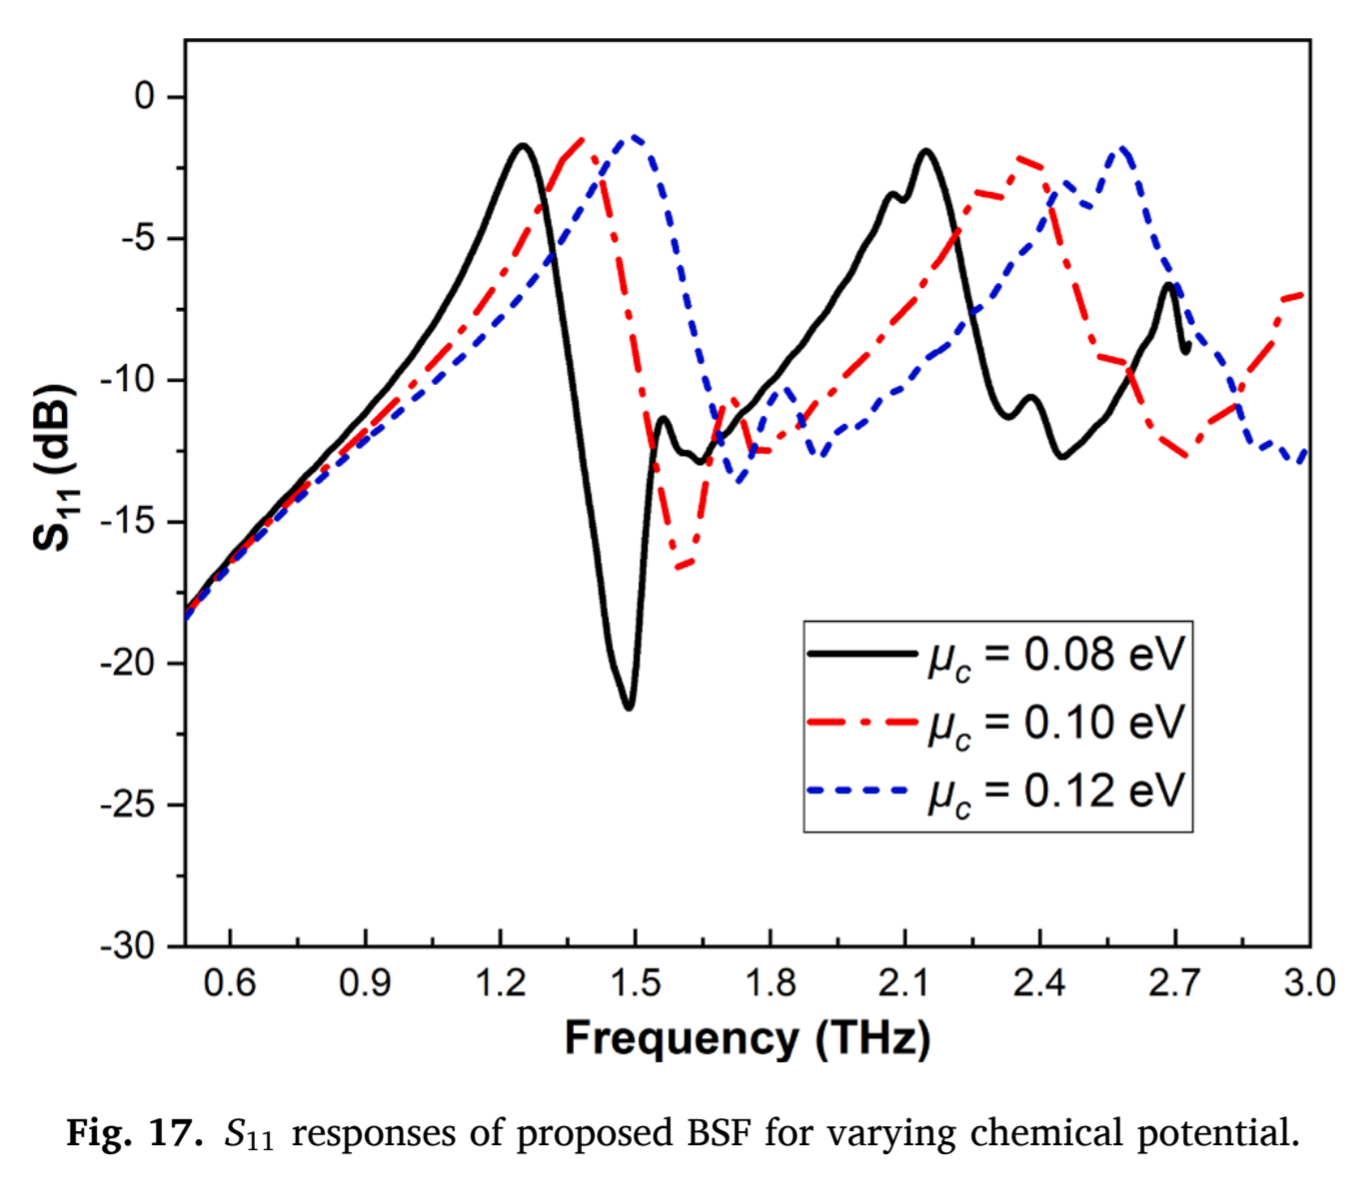 0
-5
-10
-15
-20
-25
-30
S₁₁ (dB)
μc = 0.08 eV
μc = 0.10 eV
μc = 0.12 eV
0.6 0.9 1.2 1.5 1.8 2.1 2.4 2.7 3.0
Frequency (THz)
Fig. 17. S₁₁ responses of proposed BSF for varying chemical potential.